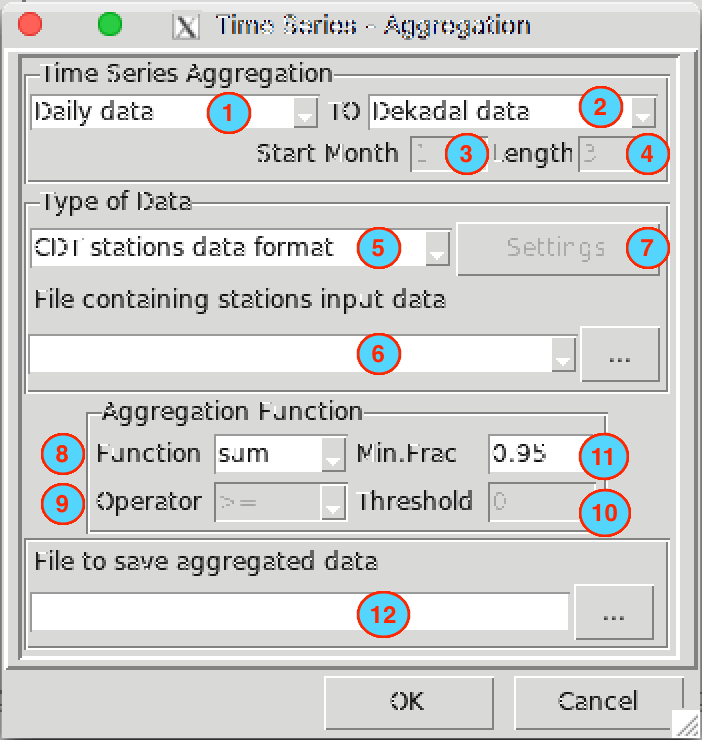 Time Series - Aggregation
Time Series Aggregation
Daily data 1 TO Dekadal data 2
Start Month 1 3 Length 3 4
Type of Data
CDT stations data format 5 Settings 7
File containing stations input data
6 ...
Aggregation Function
8 Function sum Min.Frac 0.95 11
9 Operator >= Threshold 0 10
File to save aggregated data
12 ...
OK Cancel